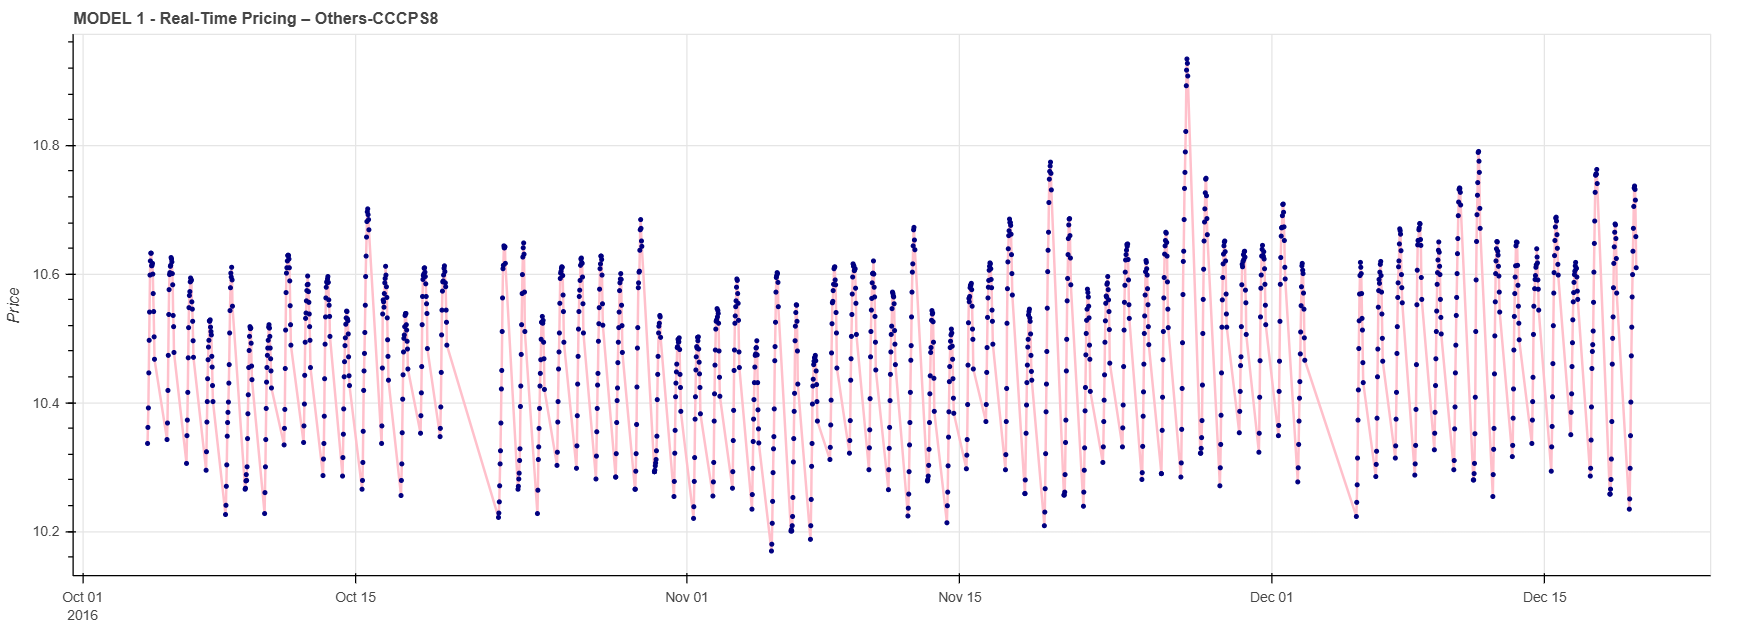 MODEL 1 - Real-Time Pricing – Others-CCCPS8
Price
10.8
10.6
10.4
10.2
Oct 01 Oct 15 Nov 01 Nov 15 Dec 01 Dec 15
2016